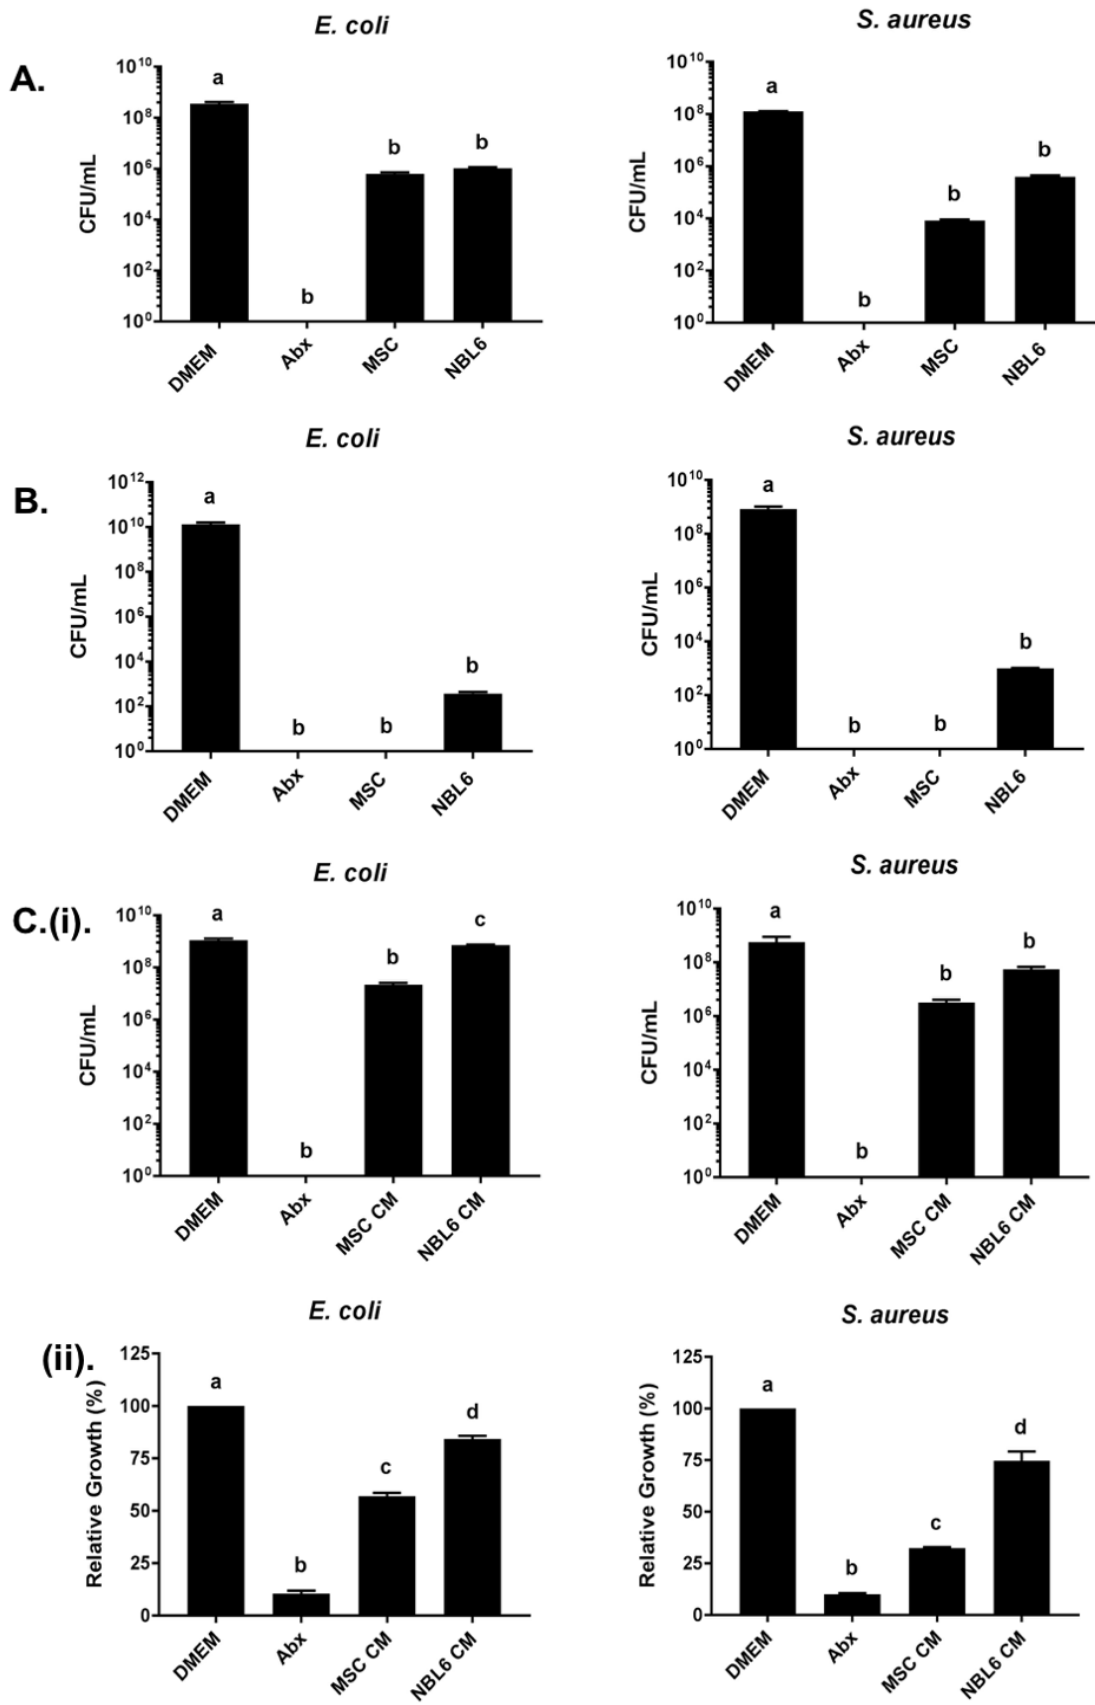 E. coli
S. aureus
A.
CFU/mL
10^10
10^8
10^6
10^4
10^2
10^0
a
b
b
b
DMEM
Abx
MSC
NBL6
CFU/mL
10^10
10^8
10^6
10^4
10^2
10^0
a
b
b
b
DMEM
Abx
MSC
NBL6
E. coli
S. aureus
B.
CFU/mL
10^12
10^10
10^8
10^6
10^4
10^2
10^0
a
b
b
b
DMEM
Abx
MSC
NBL6
CFU/mL
10^10
10^8
10^6
10^4
10^2
10^0
a
b
b
b
DMEM
Abx
MSC
NBL6
E. coli
S. aureus
C.(i).
CFU/mL
10^10
10^8
10^6
10^4
10^2
10^0
a
b
b
c
DMEM
Abx
MSC CM
NBL6 CM
CFU/mL
10^10
10^8
10^6
10^4
10^2
10^0
a
b
b
b
DMEM
Abx
MSC CM
NBL6 CM
E. coli
S. aureus
(ii).
Relative Growth (%)
125
100
75
50
25
0
a
b
c
d
DMEM
Abx
MSC CM
NBL6 CM
Relative Growth (%)
125
100
75
50
25
0
a
b
c
d
DMEM
Abx
MSC CM
NBL6 CM